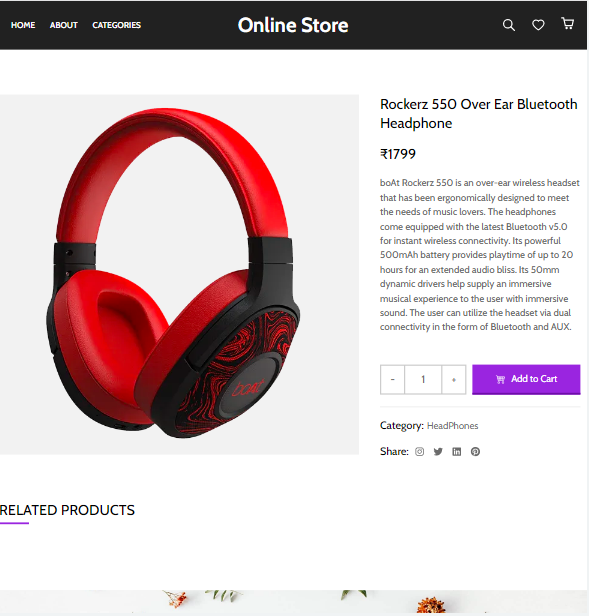 HOME ABOUT CATEGORIES Online Store
Rockerz 550 Over Ear Bluetooth
Headphone
₹1799
boAt Rockerz 550 is an over-ear wireless headset
that has been ergonomically designed to meet
the needs of music lovers. The headphones
come equipped with the latest Bluetooth v5.0
for instant wireless connectivity. Its powerful
500mAh battery provides playtime of up to 20
hours for an extended audio bliss. Its 50mm
dynamic drivers help supply an immersive
musical experience to the user with immersive
sound. The user can utilize the headset via dual
connectivity in the form of Bluetooth and AUX.
boat
- 1 + Add to Cart
Category: HeadPhones
Share:
RELATED PRODUCTS